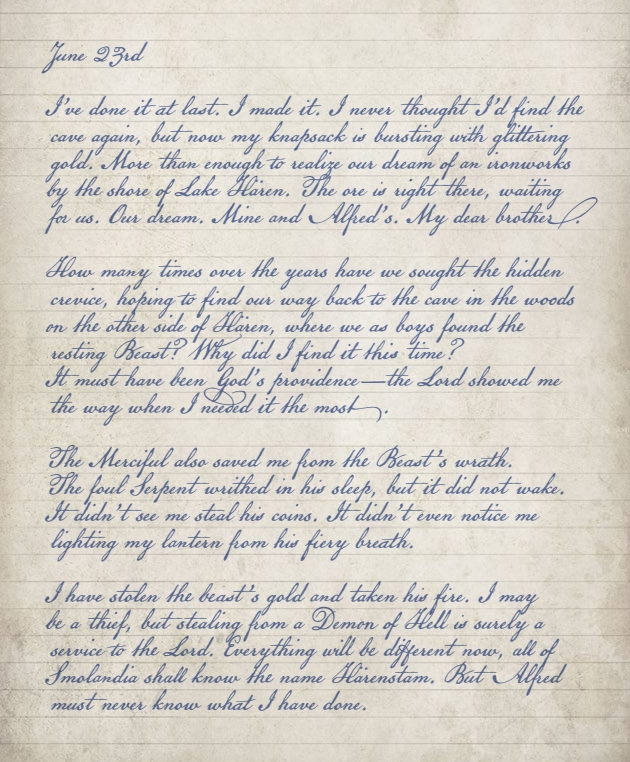 June 23rd
I've done it at last. I made it. I never thought I'd find the
cave again, but now my knapsack is bursting with glittering
gold. More than enough to realize our dream of an ironworks
by the shore of Lake Hären. The ore is right there, waiting
for us. Our dream. Mine and Alfred's. My dear brother.
How many times over the years have we sought the hidden
crevice, hoping to find our way back to the cave in the woods
on the other side of Hären, where we as boys found the
resting Beast? Why did I find it this time?
It must have been God's providence—the Lord showed me
the way when I needed it the most.
The Merciful also saved me from the Beast's wrath.
The foul Serpent writhed in his sleep, but it did not wake.
It didn't see me steal his coins. It didn't even notice me
lighting my lantern from his fiery breath.
I have stolen the beast's gold and taken his fire. I may
be a thief, but stealing from a Demon of Hell is surely a
service to the Lord. Everything will be different now, all of
Smolandia shall know the name Härenstam. But Alfred
must never know what I have done.